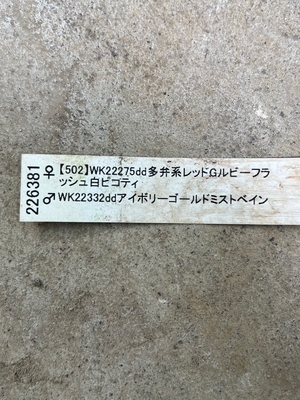 226381
♀【502】WK22275dd多弁系レッドGルビーフラ
ッシュ白ピコティ
♂ WK22332ddアイボリーゴールドミストベイン